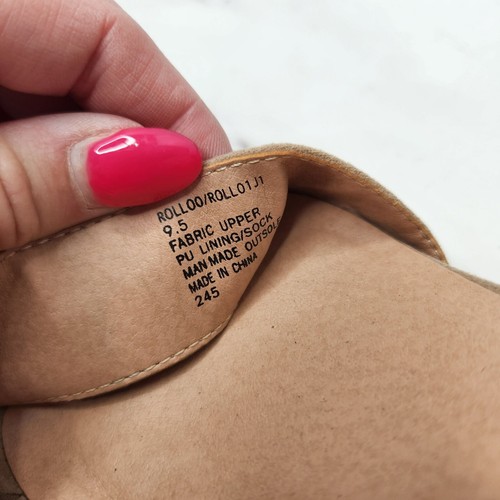 ROLL00/ROLL01J1
9.5
FABRIC UPPER
PU LINING/SOCK
MAN MADE OUTSOLE
MADE IN CHINA
245